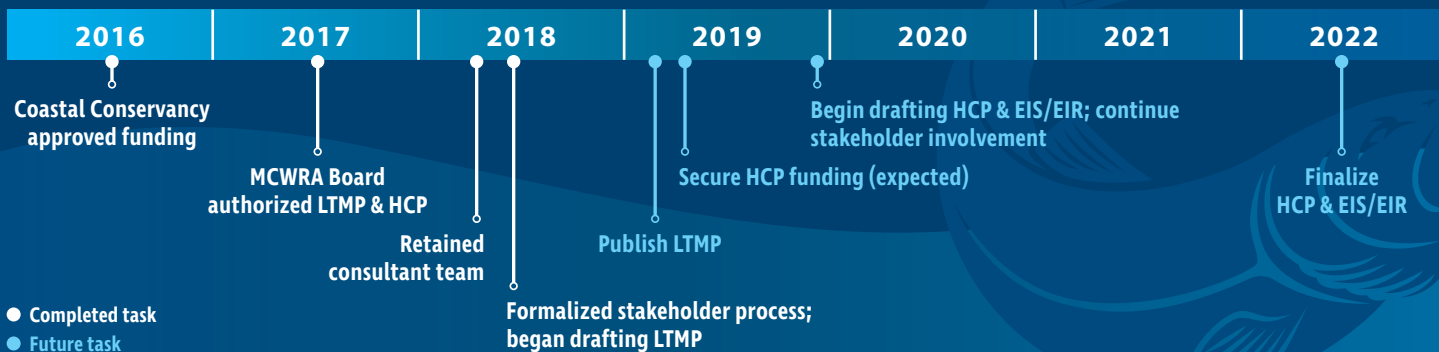 2016
2017
2018
2019
2020
2021
2022
Coastal Conservancy
approved funding
MCWRA Board
authorized LTMP & HCP
Retained
consultant team
Formalized stakeholder process;
began drafting LTMP
Publish LTMP
Secure HCP funding (expected)
Begin drafting HCP & EIS/EIR; continue
stakeholder involvement
Finalize
HCP & EIS/EIR
Completed task
Future task